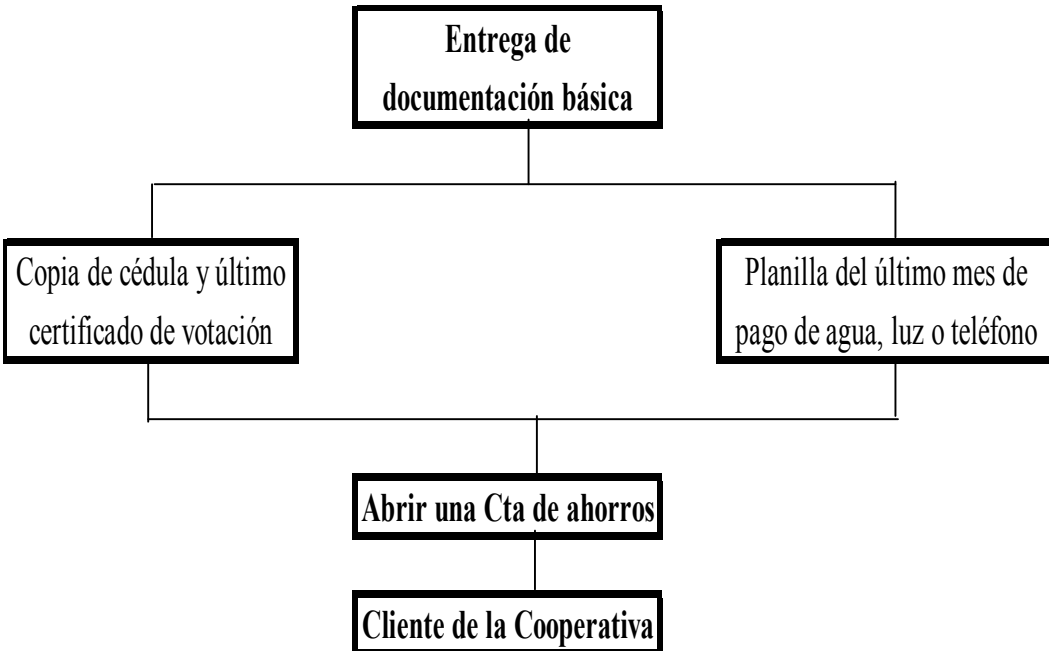 Entrega de
documentación básica
Copia de cédula y último
certificado de votación
Planilla del último mes de
pago de agua, luz o teléfono
Abrir una Cta de ahorros
Cliente de la Cooperativa